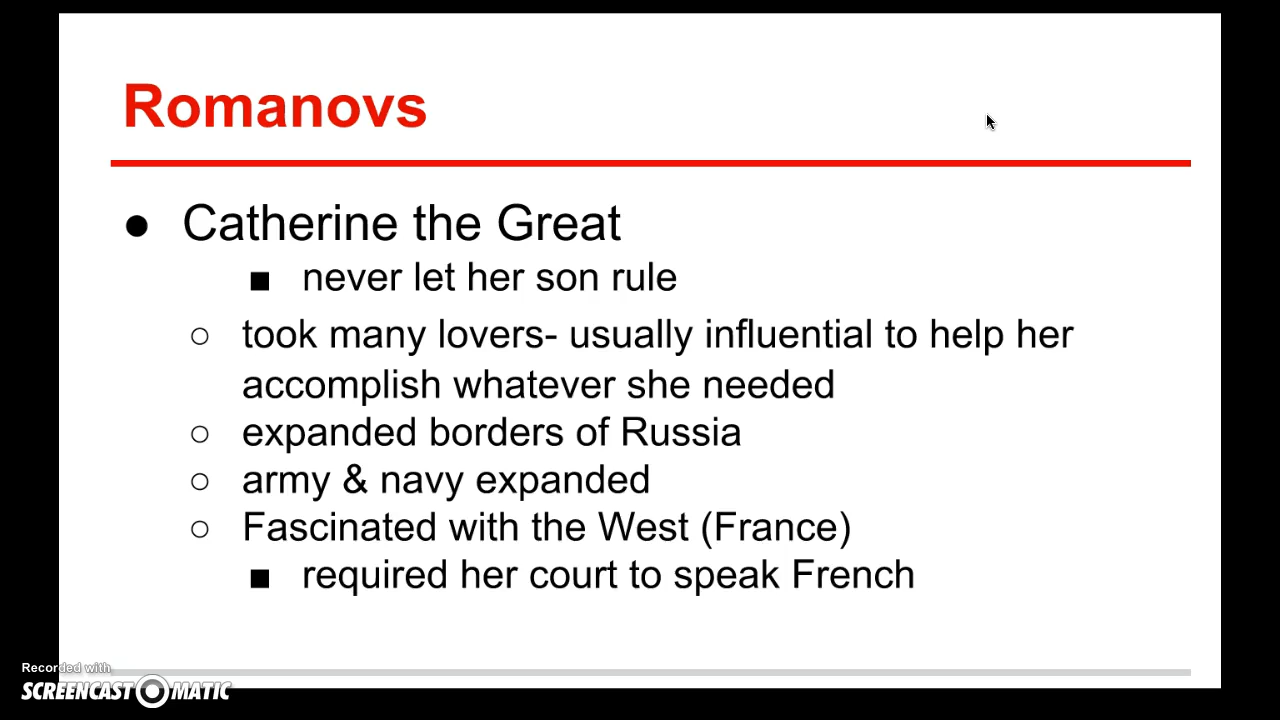 Romanovs
● Catherine the Great
■ never let her son rule
○ took many lovers- usually influential to help her
accomplish whatever she needed
○ expanded borders of Russia
○ army & navy expanded
○ Fascinated with the West (France)
■ required her court to speak French
Recorded with
SCREENCAST-O-MATIC